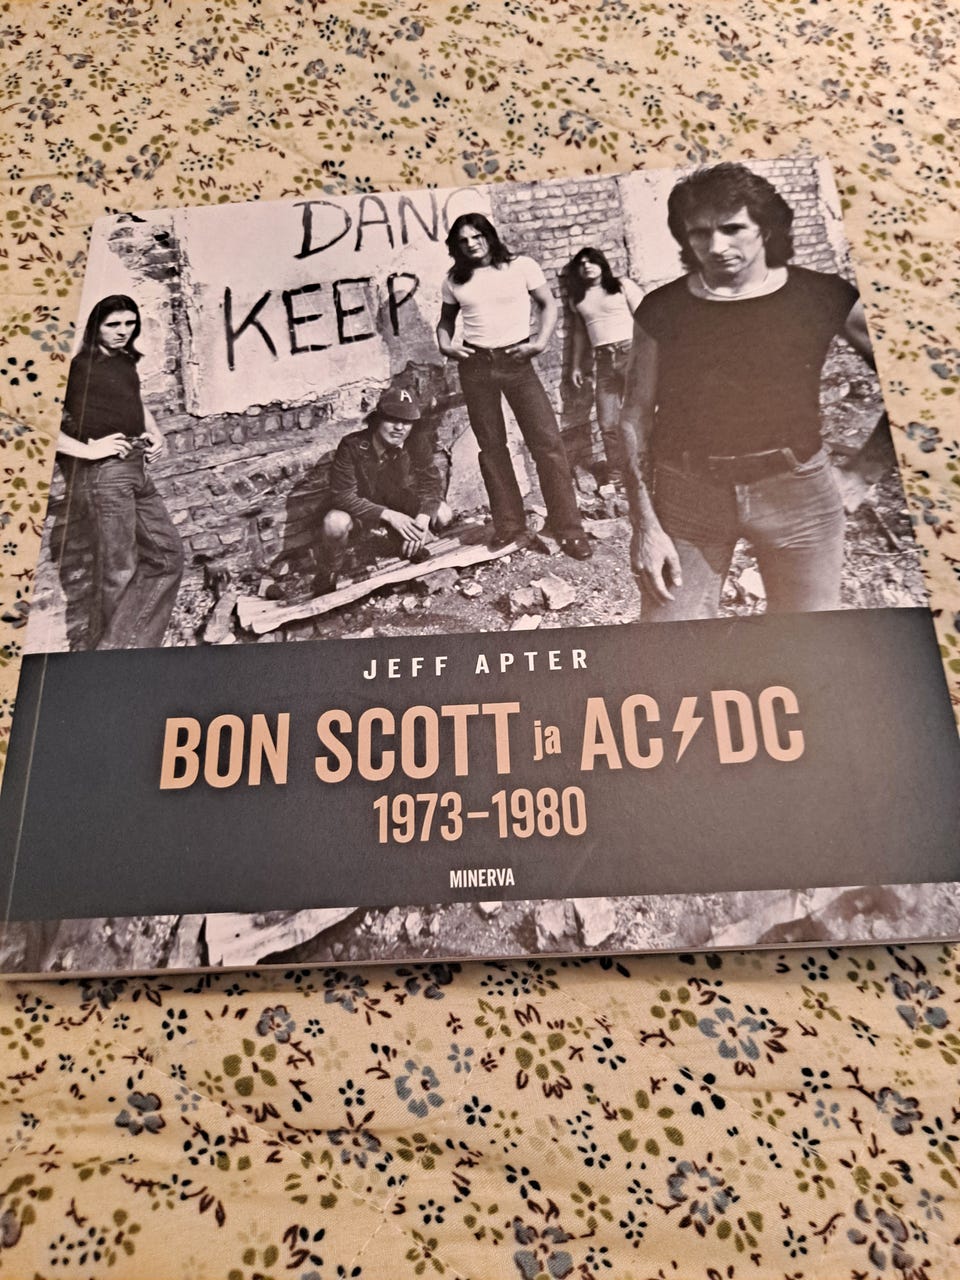 DANG
KEEP
A
JEFF APTER
BON SCOTT ja AC⚡DC
1973–1980
MINERVA